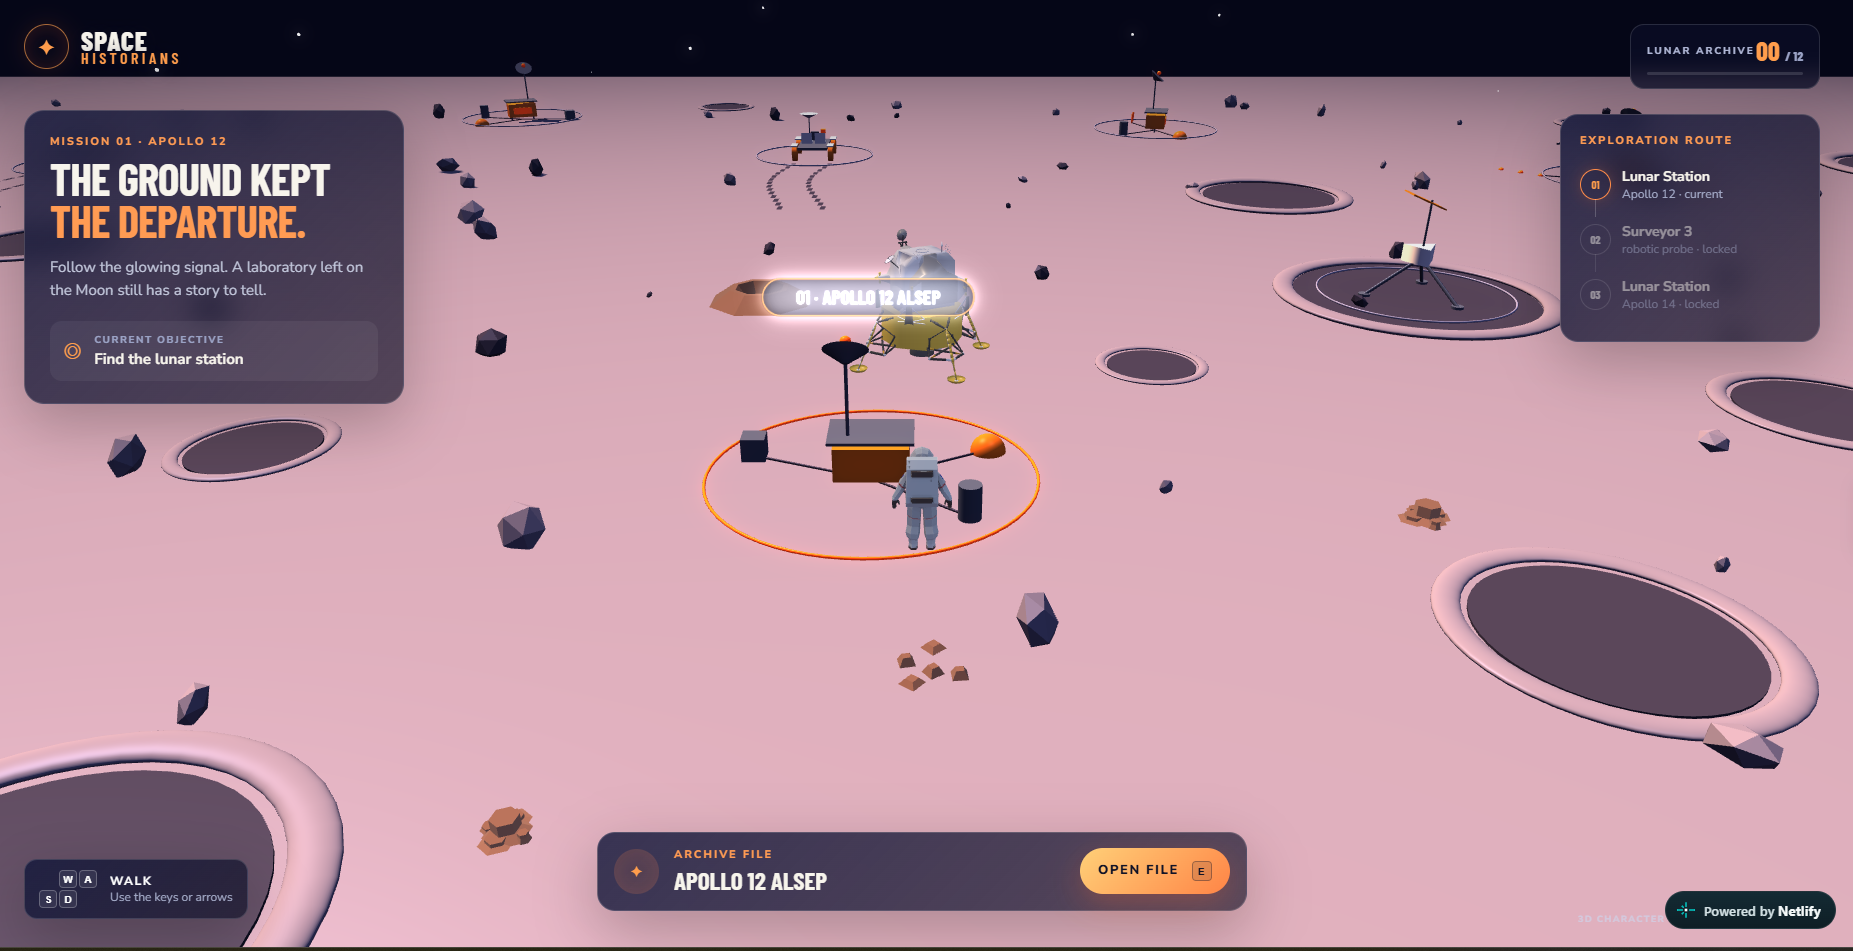 SPACE
HISTORIANS
LUNAR ARCHIVE 00 / 12
MISSION 01 · APOLLO 12
THE GROUND KEPT
THE DEPARTURE.
Follow the glowing signal. A laboratory left on
the Moon still has a story to tell.
CURRENT OBJECTIVE
Find the lunar station
EXPLORATION ROUTE
01
Lunar Station
Apollo 12 · current
02
Surveyor 3
robotic probe · locked
03
Lunar Station
Apollo 14 · locked
01 · APOLLO 12 ALSEP
W A
S D
WALK
Use the keys or arrows
ARCHIVE FILE
APOLLO 12 ALSEP
OPEN FILE E
3D CHARACTER
Powered by Netlify